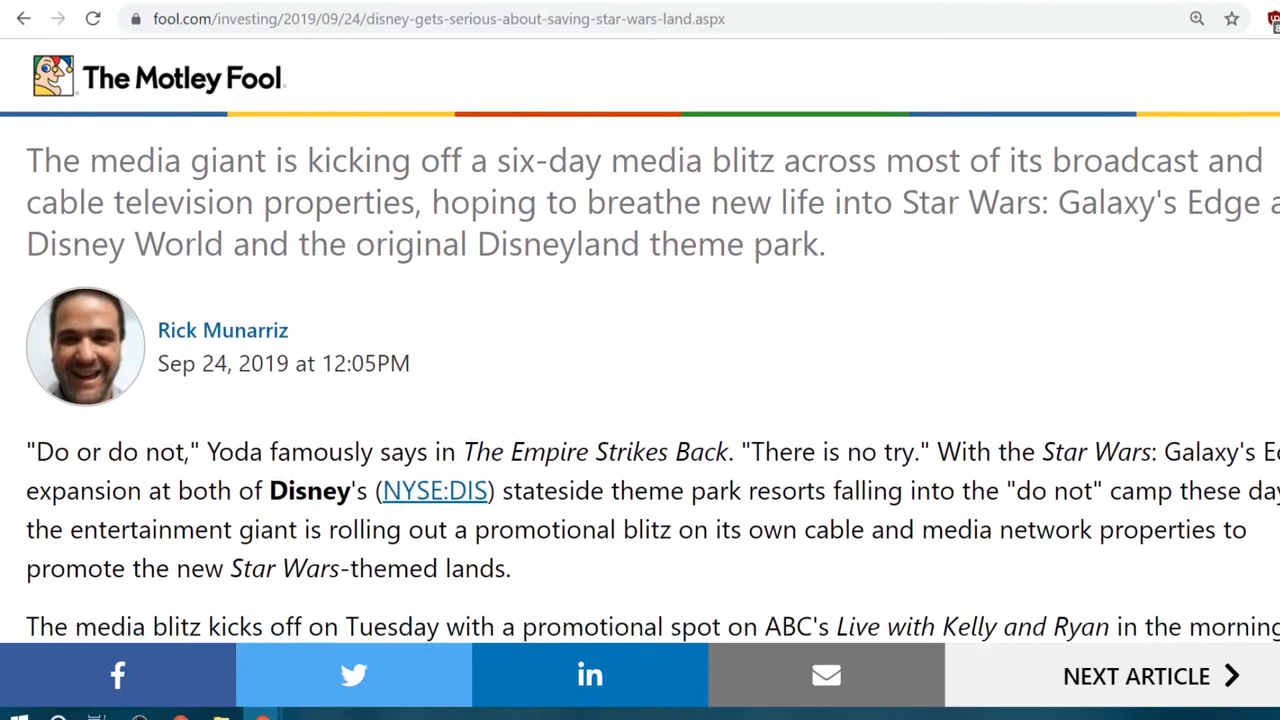 fool.com/investing/2019/09/24/disney-gets-serious-about-saving-star-wars-land.aspx
The Motley Fool
The media giant is kicking off a six-day media blitz across most of its broadcast and
cable television properties, hoping to breathe new life into Star Wars: Galaxy's Edge a
Disney World and the original Disneyland theme park.
Rick Munarriz
Sep 24, 2019 at 12:05PM
"Do or do not," Yoda famously says in The Empire Strikes Back. "There is no try." With the Star Wars: Galaxy's E
expansion at both of Disney's (NYSE:DIS) stateside theme park resorts falling into the "do not" camp these day
the entertainment giant is rolling out a promotional blitz on its own cable and media network properties to
promote the new Star Wars-themed lands.
The media blitz kicks off on Tuesday with a promotional spot on ABC's Live with Kelly and Ryan in the morning
NEXT ARTICLE